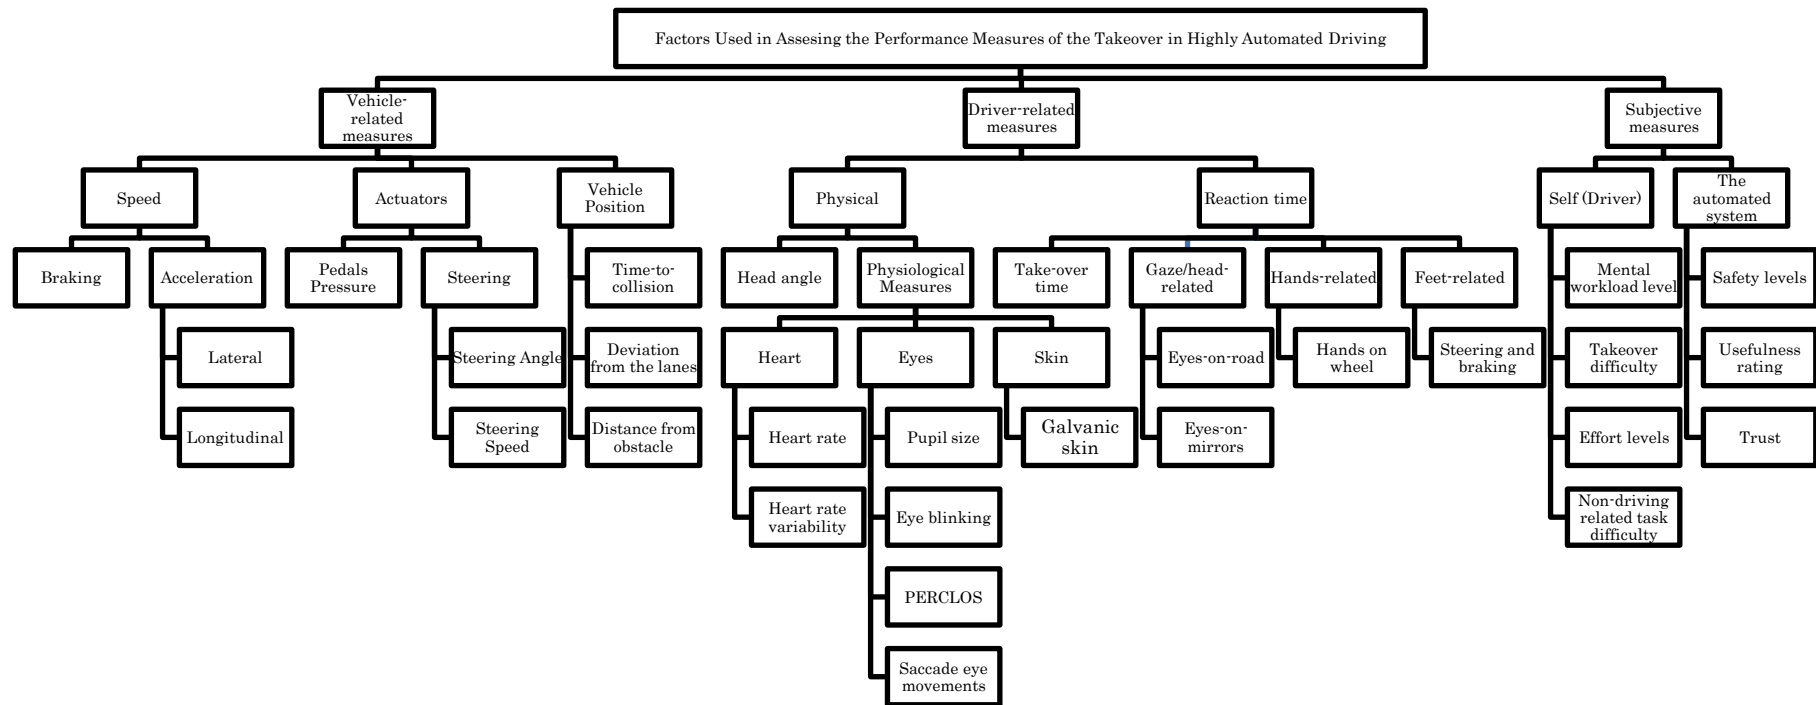 Factors Used in Assesing the Performance Measures of the Takeover in Highly Automated Driving
Vehicle-
related
measures
Driver-related
measures
Subjective
measures
Speed
Actuators
Vehicle
Position
Physical
Reaction time
Self (Driver)
The
automated
system
Braking
Acceleration
Pedals
Pressure
Steering
Time-to-
collision
Head angle
Physiological
Measures
Take-over
time
Gaze/head-
related
Hands-related
Feet-related
Mental
workload level
Safety levels
Lateral
Steering Angle
Deviation
from the lanes
Heart
Eyes
Skin
Eyes-on-road
Hands on
wheel
Steering and
braking
Takeover
difficulty
Usefulness
rating
Longitudinal
Steering
Speed
Distance from
obstacle
Heart rate
Pupil size
Galvanic
skin
Eyes-on-
mirrors
Effort levels
Trust
Heart rate
variability
Eye blinking
Non-driving
related task
difficulty
PERCLOS
Saccade eye
movements